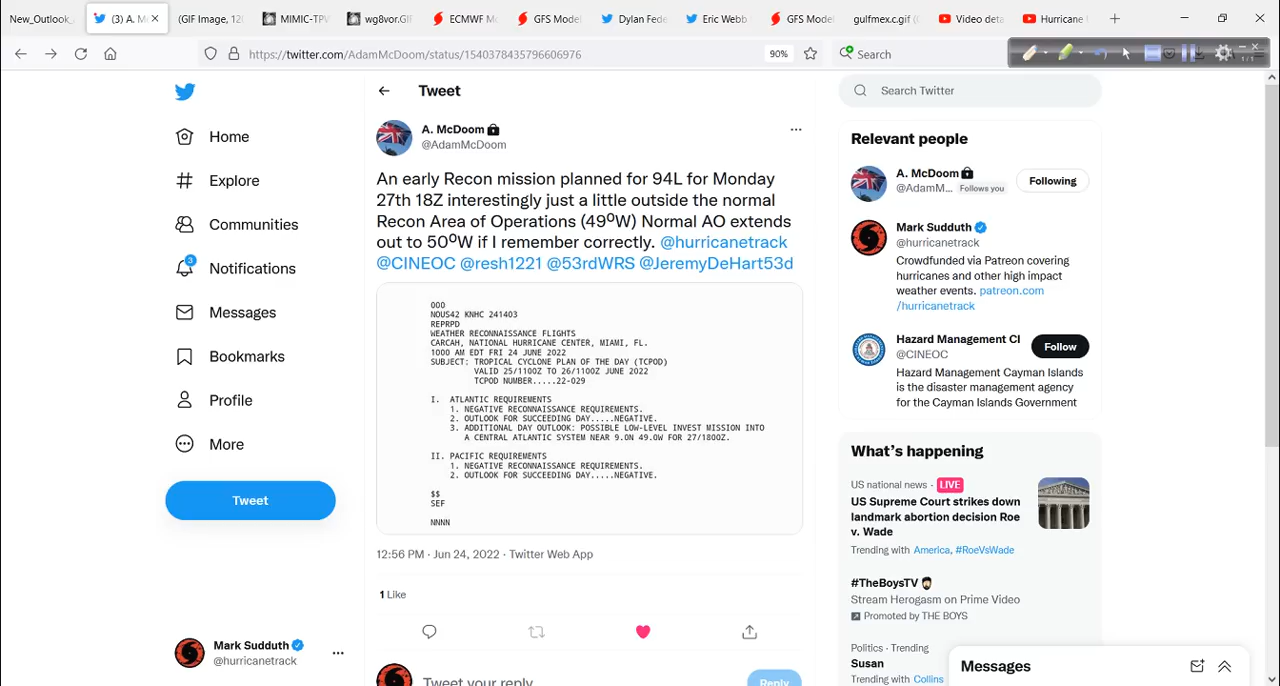 New_Outlook_
(3) A. M
(GIF Image, 12
MIMIC-TPV
wg8vor.GIF
ECMWF Mo
GFS Model
Dylan Fede
Eric Webb
GFS Model
gulfmex.c.gif (
Video deta
Hurricane
https://twitter.com/AdamMcDoom/status/1540378435796606976
90%
Search
1/1
Home
Explore
Communities
3
Notifications
Messages
Bookmarks
Profile
More
Tweet
Mark Sudduth
@hurricanetrack
Tweet
A. McDoom
@AdamMcDoom
An early Recon mission planned for 94L for Monday
27th 18Z interestingly just a little outside the normal
Recon Area of Operations (49ºW) Normal AO extends
out to 50ºW if I remember correctly. @hurricanetrack
@CINEOC @resh1221 @53rdWRS @JeremyDeHart53d
000
NOUS42 KNHC 241403
REPRPD
WEATHER RECONNAISSANCE FLIGHTS
CARCAH, NATIONAL HURRICANE CENTER, MIAMI, FL.
1000 AM EDT FRI 24 JUNE 2022
SUBJECT: TROPICAL CYCLONE PLAN OF THE DAY (TCPOD)
VALID 25/1100Z TO 26/1100Z JUNE 2022
TCPOD NUMBER.....22-029
I. ATLANTIC REQUIREMENTS
1. NEGATIVE RECONNAISSANCE REQUIREMENTS.
2. OUTLOOK FOR SUCCEEDING DAY.....NEGATIVE.
3. ADDITIONAL DAY OUTLOOK: POSSIBLE LOW-LEVEL INVEST MISSION INTO
A CENTRAL ATLANTIC SYSTEM NEAR 9.0N 49.0W FOR 27/1800Z.
II. PACIFIC REQUIREMENTS
1. NEGATIVE RECONNAISSANCE REQUIREMENTS.
2. OUTLOOK FOR SUCCEEDING DAY.....NEGATIVE.
$$
SEF
NNNN
12:56 PM · Jun 24, 2022 · Twitter Web App
1 Like
Tweet your reply
Reply
Search Twitter
Relevant people
A. McDoom
@AdamM... Follows you
Following
Mark Sudduth
@hurricanetrack
Crowdfunded via Patreon covering
hurricanes and other high impact
weather events. patreon.com
/hurricanetrack
Hazard Management CI
@CINEOC
Follow
Hazard Management Cayman Islands
is the disaster management agency
for the Cayman Islands Government
What's happening
US national news · LIVE
US Supreme Court strikes down
landmark abortion decision Roe
v. Wade
Trending with America, #RoeVsWade
#TheBoysTV
Stream Herogasm on Prime Video
Promoted by THE BOYS
Politics · Trending
Susan
Trending with Collins
Messages